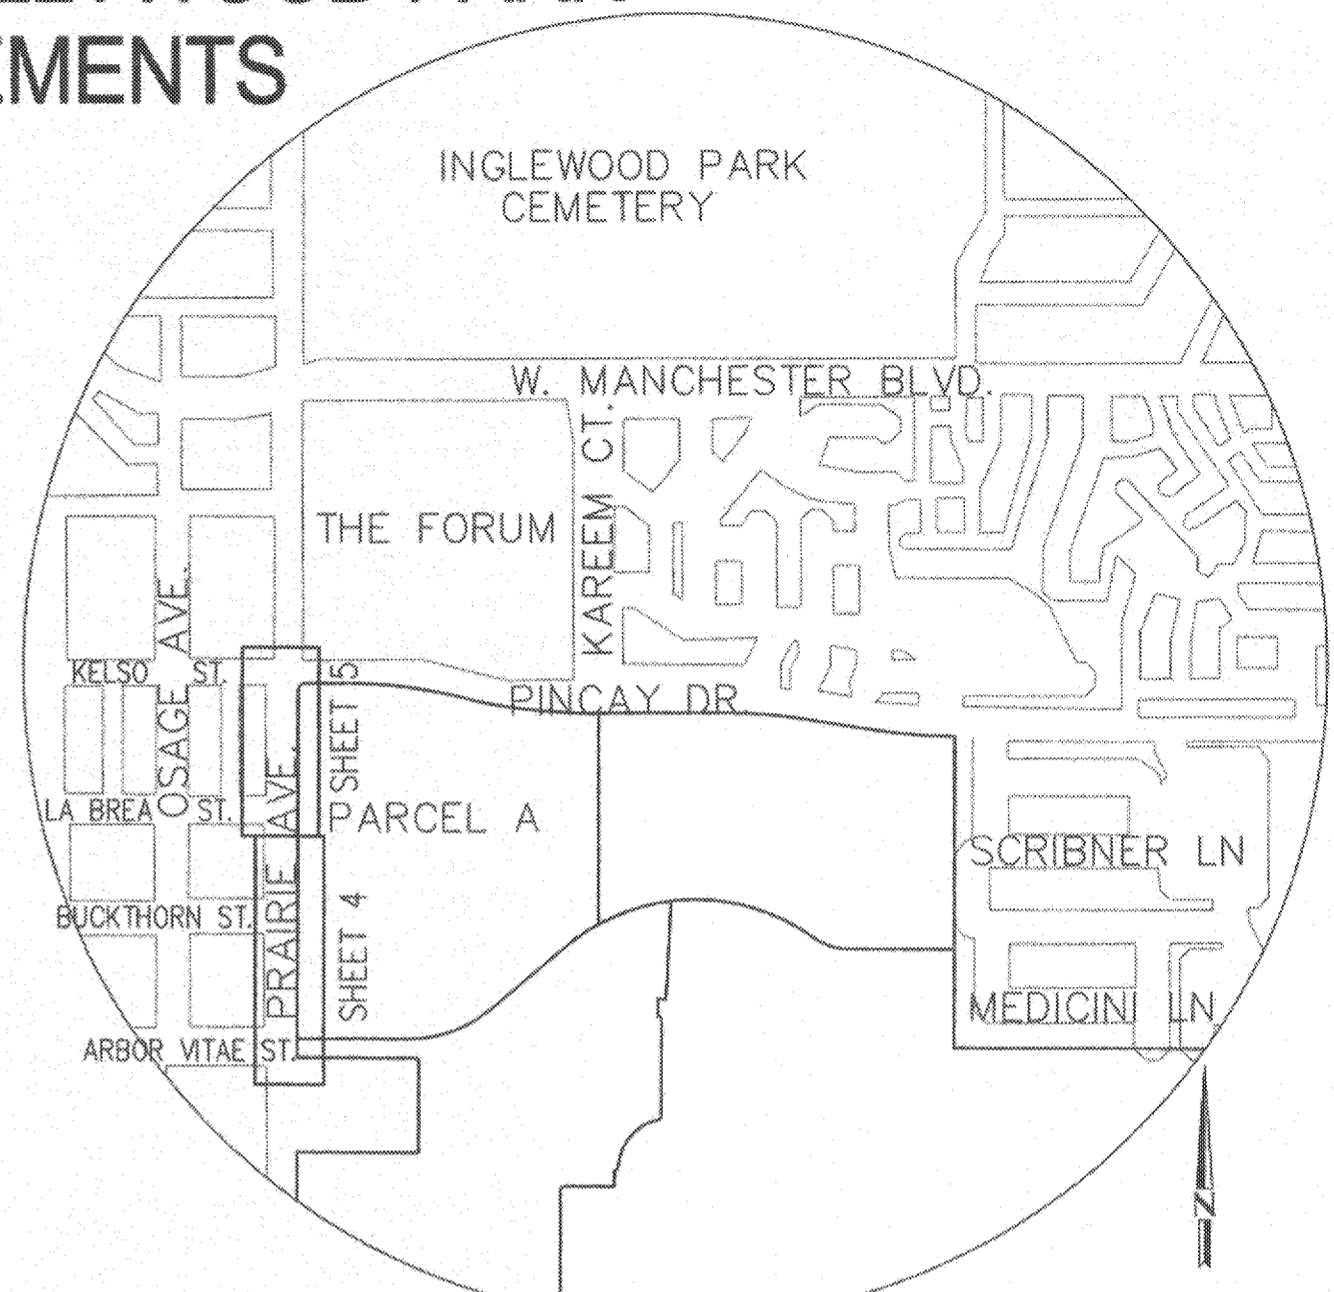 INGLEWOOD PARK
CEMETERY
W. MANCHESTER BLVD.
KAREEM CT.
THE FORUM
OSAGE AVE.
KELSO ST.
SHEET 5
PINCAY DR.
PRAIRIE AVE.
LA BREA ST.
PARCEL A
SCRIBNER LN
SHEET 4
BUCKTHORN ST.
MEDICINI LN
ARBOR VITAE ST.
N